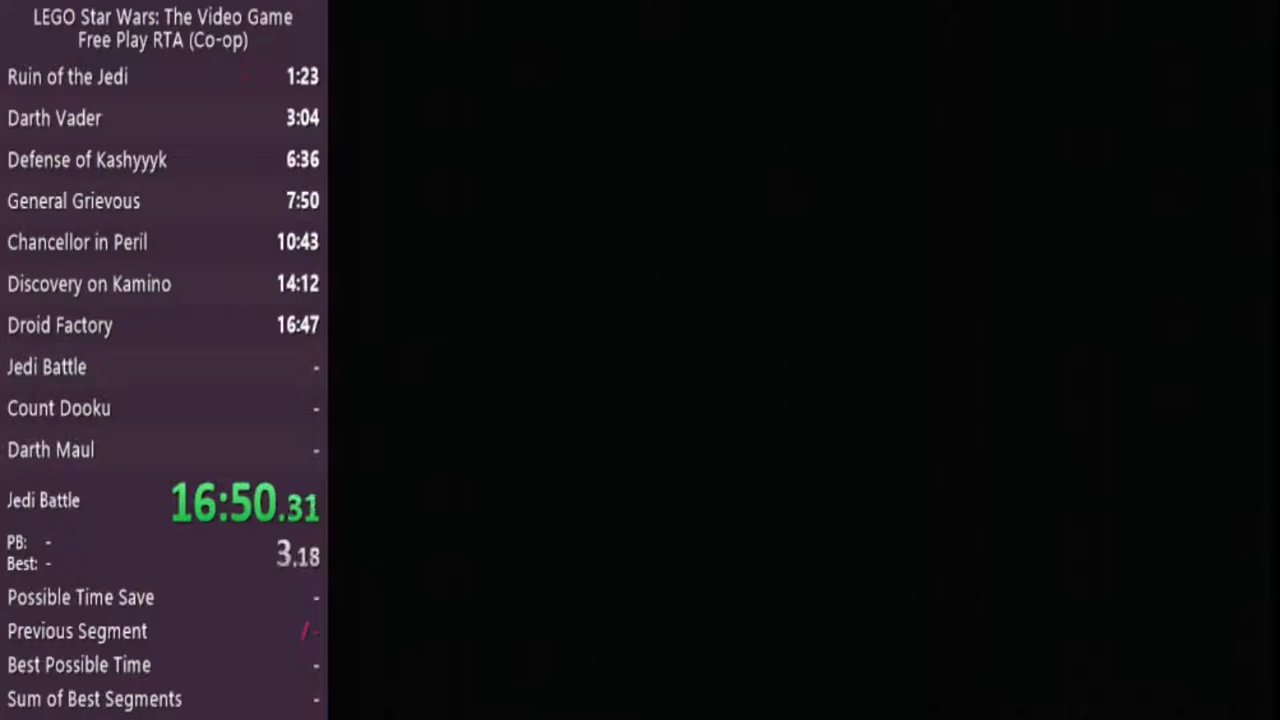 LEGO Star Wars: The Video Game
Free Play RTA (Co-op)
Ruin of the Jedi 1:23
Darth Vader 3:04
Defense of Kashyyyk 6:36
General Grievous 7:50
Chancellor in Peril 10:43
Discovery on Kamino 14:12
Droid Factory 16:47
Jedi Battle -
Count Dooku -
Darth Maul -
Jedi Battle 16:50.31
PB: -
Best: - 3.18
Possible Time Save -
Previous Segment / -
Best Possible Time -
Sum of Best Segments -